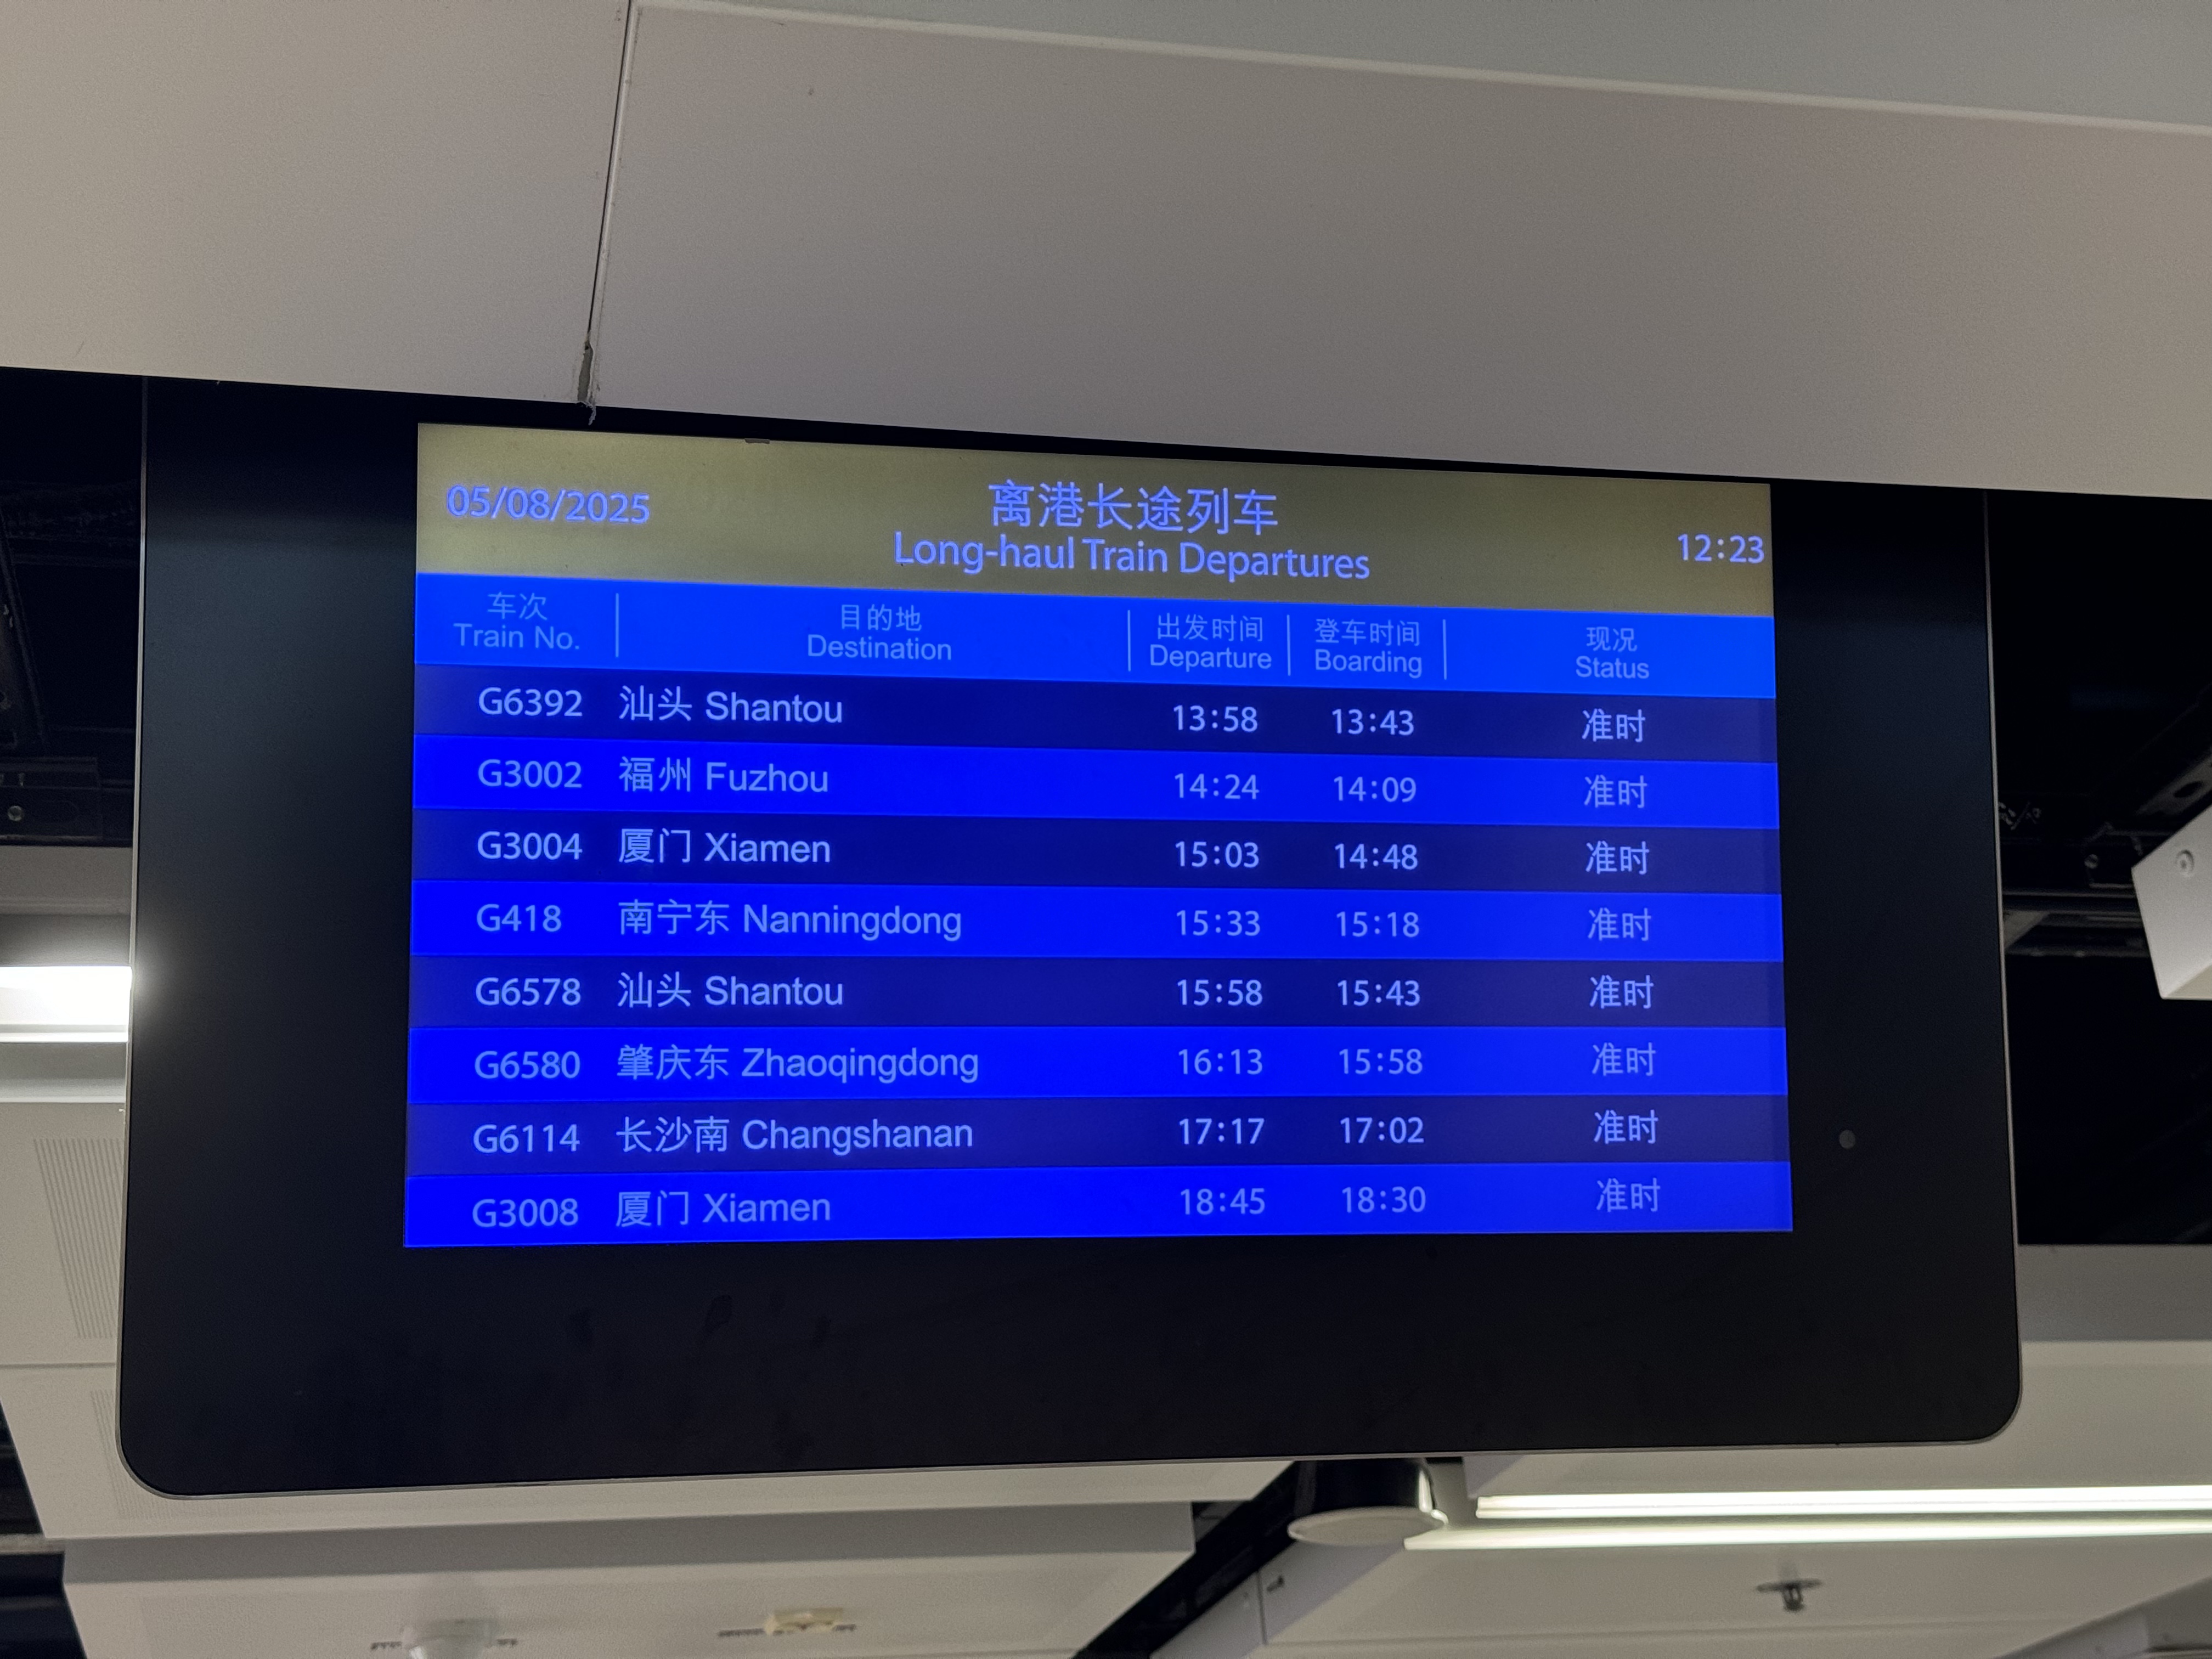 05/08/2025
离港长途列车
Long-haul Train Departures
12:23
车次 目的地 出发时间 登车时间 现况
Train No. Destination Departure Boarding Status
G6392 汕头 Shantou 13:58 13:43 准时
G3002 福州 Fuzhou 14:24 14:09 准时
G3004 厦门 Xiamen 15:03 14:48 准时
G418 南宁东 Nanningdong 15:33 15:18 准时
G6578 汕头 Shantou 15:58 15:43 准时
G6580 肇庆东 Zhaoqingdong 16:13 15:58 准时
G6114 长沙南 Changshanan 17:17 17:02 准时
G3008 厦门 Xiamen 18:45 18:30 准时